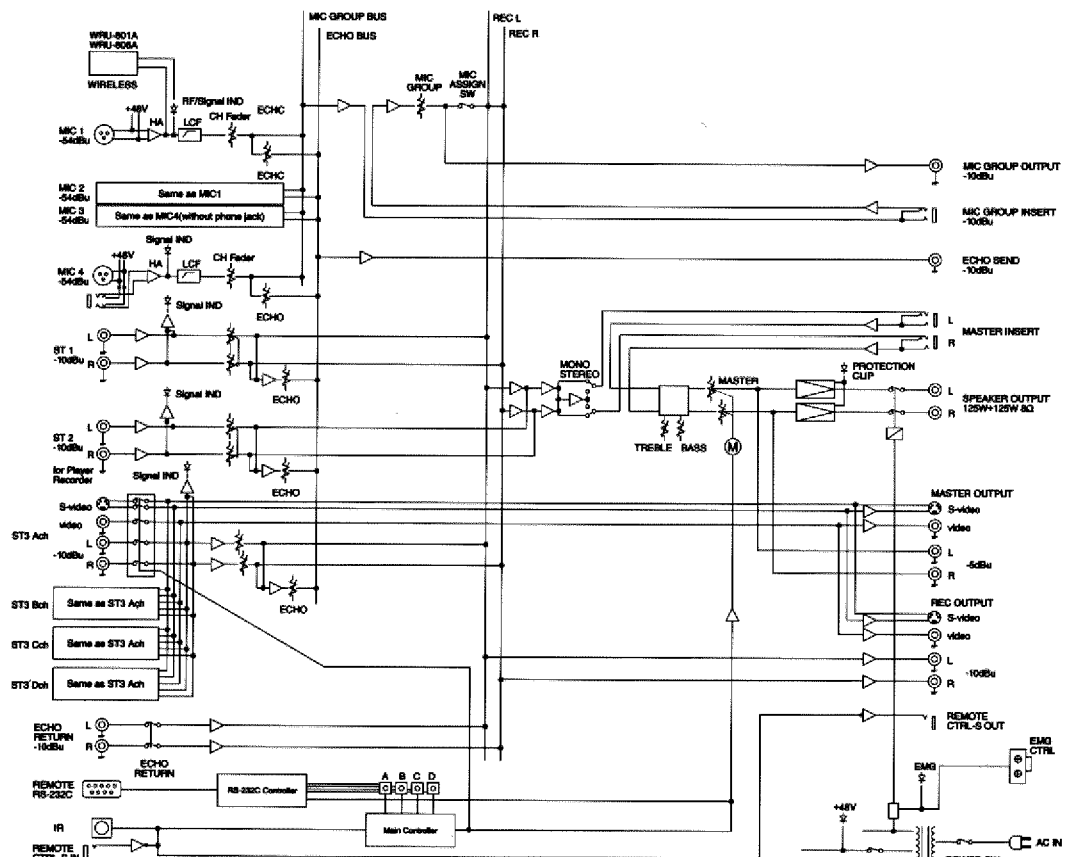 MIC GROUP BUS
ECHO BUS
REC L
REC R
WRU-801A
WRU-806A
WIRELESS
RF/Signal IND
+48V
HA
LCF
CH Fader
ECHC
MIC 1
-54dBu
ECHC
MIC GROUP
MIC ASSIGN SW
MIC GROUP OUTPUT
-10dBu
MIC 2
-54dBu
Same as MIC1
MIC 3
-54dBu
Same as MIC4(without phone jack)
MIC GROUP INSERT
-10dBu
Signal IND
+48V
HA
LCF
CH Fader
MIC 4
-54dBu
ECHO
ECHO SEND
-10dBu
Signal IND
L
ST 1
-10dBu
R
ECHO
L
MASTER INSERT
R
MONO
STEREO
MASTER
PROTECTION
CLIP
L
SPEAKER OUTPUT
125W+125W 8Ω
R
TREBLE BASS
M
Signal IND
L
ST 2
-10dBu
R
for Player
Recorder
ECHO
Signal IND
S-video
video
ST3 Ach
L
-10dBu
R
ECHO
MASTER OUTPUT
S-video
video
L
-5dBu
R
ST3 Bch
Same as ST3 Ach
ST3 Cch
Same as ST3 Ach
ST3 Dch
Same as ST3 Ach
REC OUTPUT
S-video
video
L
-10dBu
R
ECHO
RETURN
-10dBu
L
R
ECHO
RETURN
REMOTE
CTRL-S OUT
EMG
CTRL
EMG
REMOTE
RS-232C
RS-232C Controller
A B C D
Main Controller
IR
+48V
AC IN
REMOTE